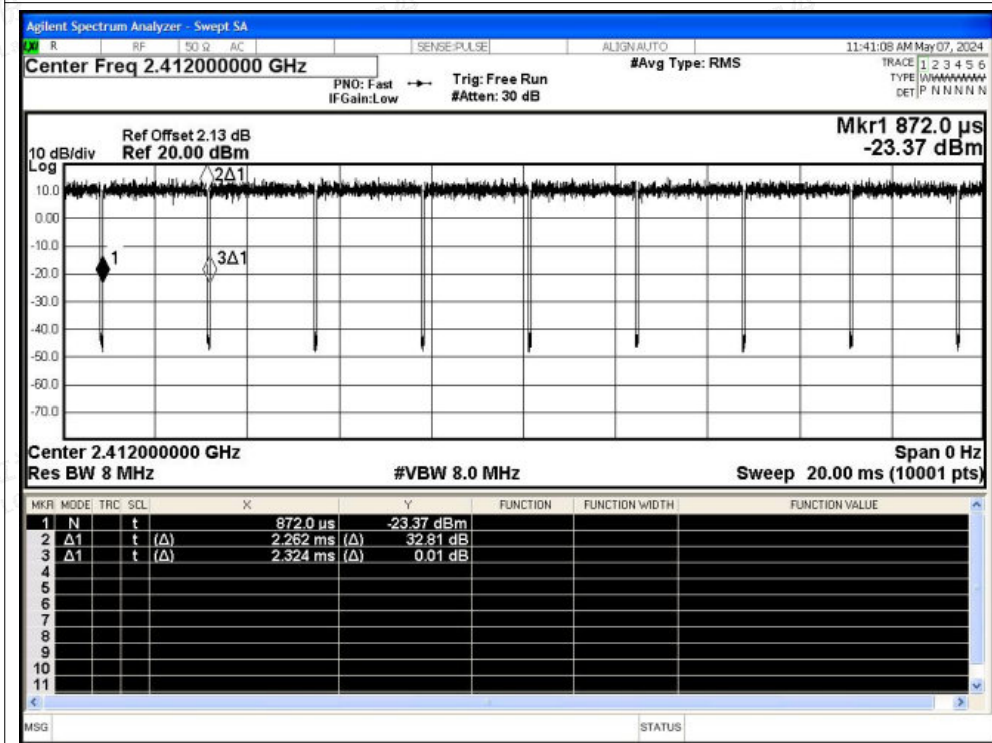 Agilent Spectrum Analyzer - Swept SA
LXI R RF 50 Ω AC SENSE:PULSE ALIGN AUTO 11:41:08 AM May 07, 2024
Center Freq 2.412000000 GHz #Avg Type: RMS TRACE 1 2 3 4 5 6
PNO: Fast Trig: Free Run TYPE WWWWWW
IFGain:Low #Atten: 30 dB DET P N N N N N
Mkr1 872.0 µs
Ref Offset 2.13 dB
10 dB/div Ref 20.00 dBm -23.37 dBm
Log
2Δ1
10.0
0.00
-10.0
1 3Δ1
-20.0
-30.0
-40.0
-50.0
-60.0
-70.0
Center 2.412000000 GHz Span 0 Hz
Res BW 8 MHz #VBW 8.0 MHz Sweep 20.00 ms (10001 pts)
MKR MODE TRC SCL X Y FUNCTION FUNCTION WIDTH FUNCTION VALUE
1 N t 872.0 µs -23.37 dBm
2 Δ1 t (Δ) 2.262 ms (Δ) 32.81 dB
3 Δ1 t (Δ) 2.324 ms (Δ) 0.01 dB
4
5
6
7
8
9
10
11
MSG STATUS